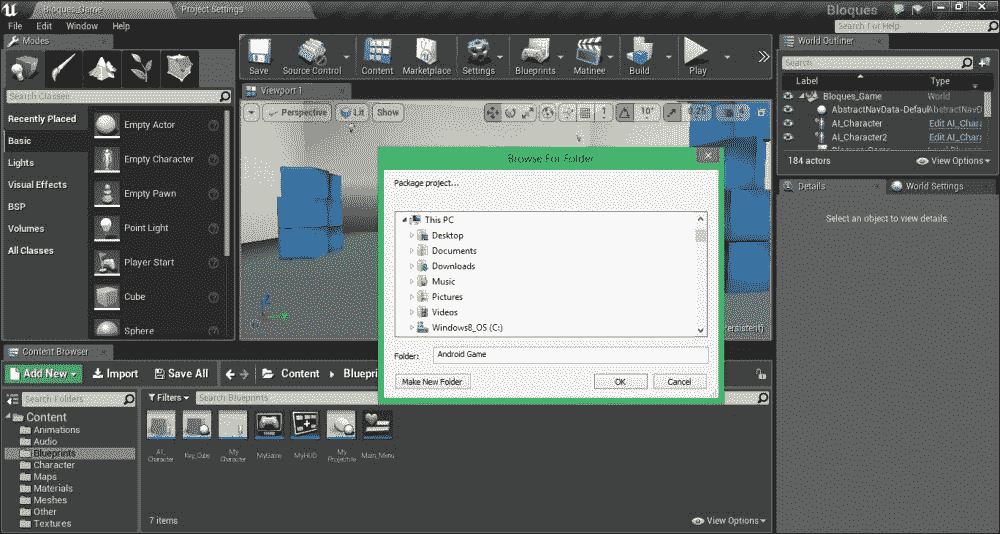 Bloques_Game
Project Settings
Bloques
File Edit Window Help
Search For Help
Modes
Search Classes
Recently Placed
Basic
Lights
Visual Effects
BSP
Volumes
All Classes
Empty Actor
Empty Character
Empty Pawn
Point Light
Player Start
Cube
Sphere
Save
Source Control
Content
Marketplace
Settings
Blueprints
Matinee
Build
Play
Viewport 1
Perspective
Lit
10°
Browse For Folder
Package project...
This PC
Desktop
Documents
Downloads
Music
Pictures
Videos
Windows8_OS (C:)
Folder: Android Game
Make New Folder
OK
Cancel
Persistent)
World Outliner
Search
Label Type
Bloques_Game World
AbstractNavData-Default AbstractNavD
AI_Character Edit AI_Chara
AI_Character2 Edit AI_Chara
184 actors
View Options
Details
World Settings
Select an object to view details.
Content Browser
Add New
Import
Save All
Content
Blueprin
Search Folders
Content
Animations
Audio
Blueprints
Character
Maps
Materials
Meshes
Other
Textures
Filters
Search Blueprints
AI_
Character
Key_Cube
My
Character
MyGame
MyHUD
My
Projectile
Main_Menu
7 items
View Options